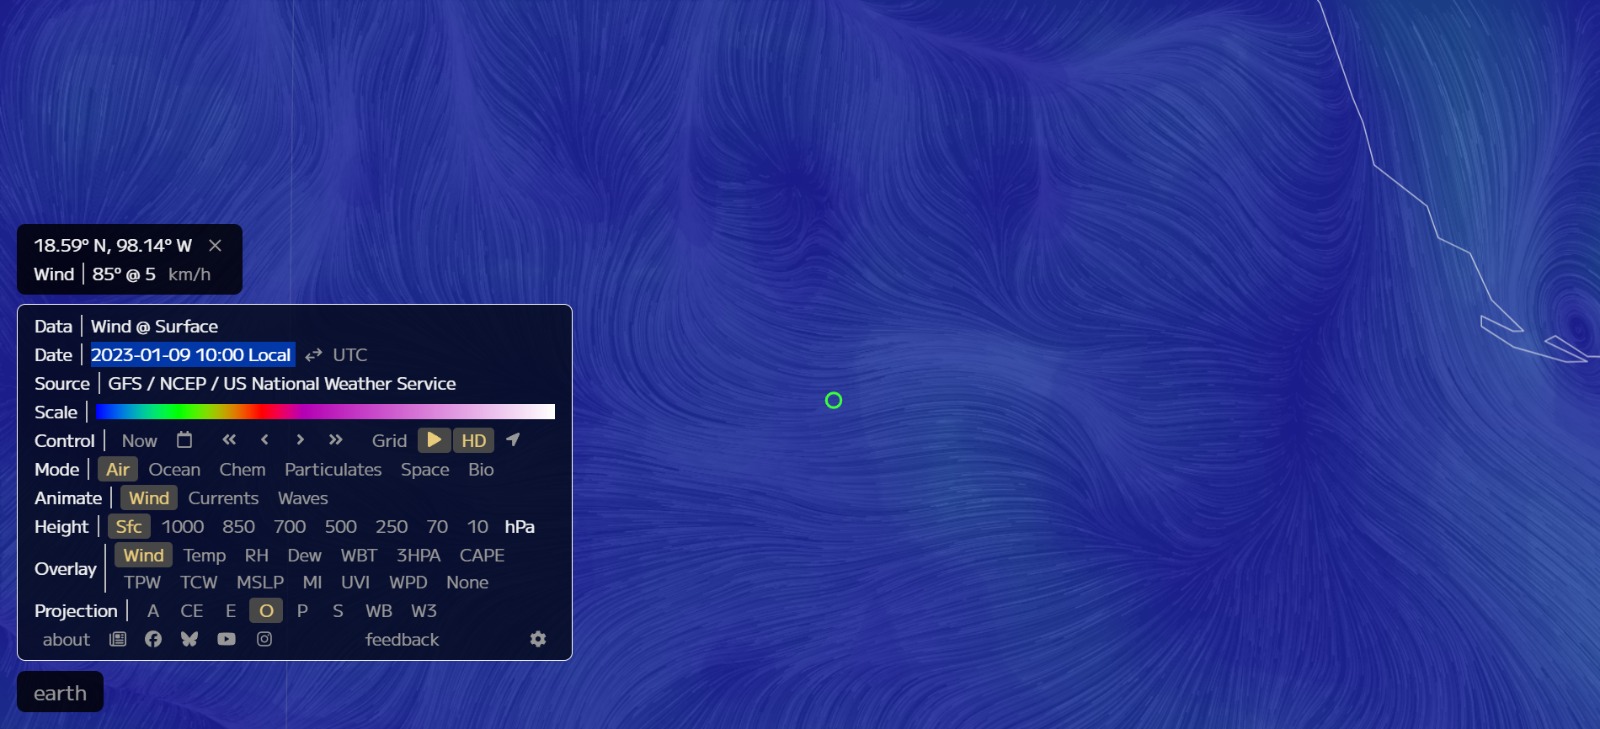 18.59° N, 98.14° W
Wind 85° @ 5 km/h
Data Wind @ Surface
Date 2023-01-09 10:00 Local UTC
Source GFS / NCEP / US National Weather Service
Scale
Control Now Grid HD
Mode Air Ocean Chem Particulates Space Bio
Animate Wind Currents Waves
Height Sfc 1000 850 700 500 250 70 10 hPa
Overlay Wind Temp RH Dew WBT 3HPA CAPE
TPW TCW MSLP MI UVI WPD None
Projection A CE E O P S WB W3
about feedback
earth